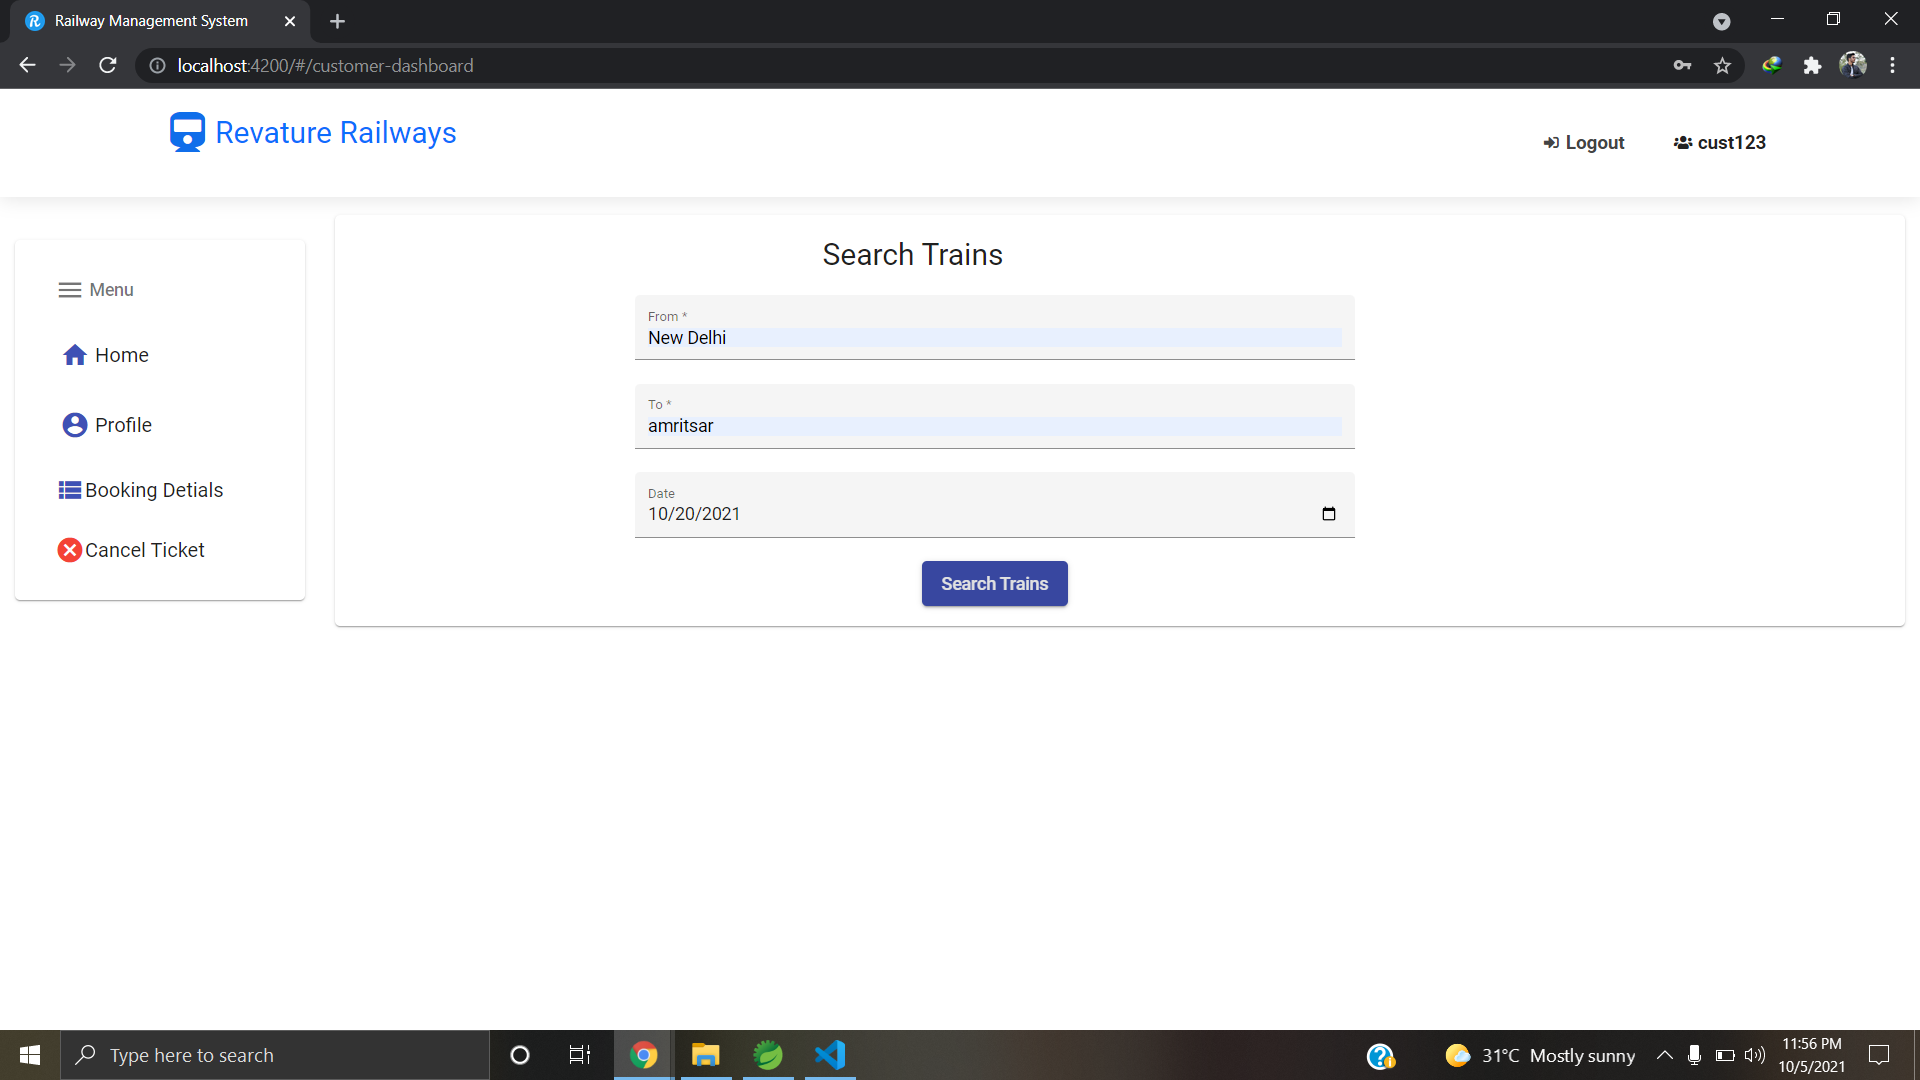 Railway Management System
localhost:4200/#/customer-dashboard
Revature Railways
Logout
cust123
Menu
Home
Profile
Booking Detials
Cancel Ticket
Search Trains
From *
New Delhi
To *
amritsar
Date
10/20/2021
Search Trains
Type here to search
31°C Mostly sunny
11:56 PM
10/5/2021